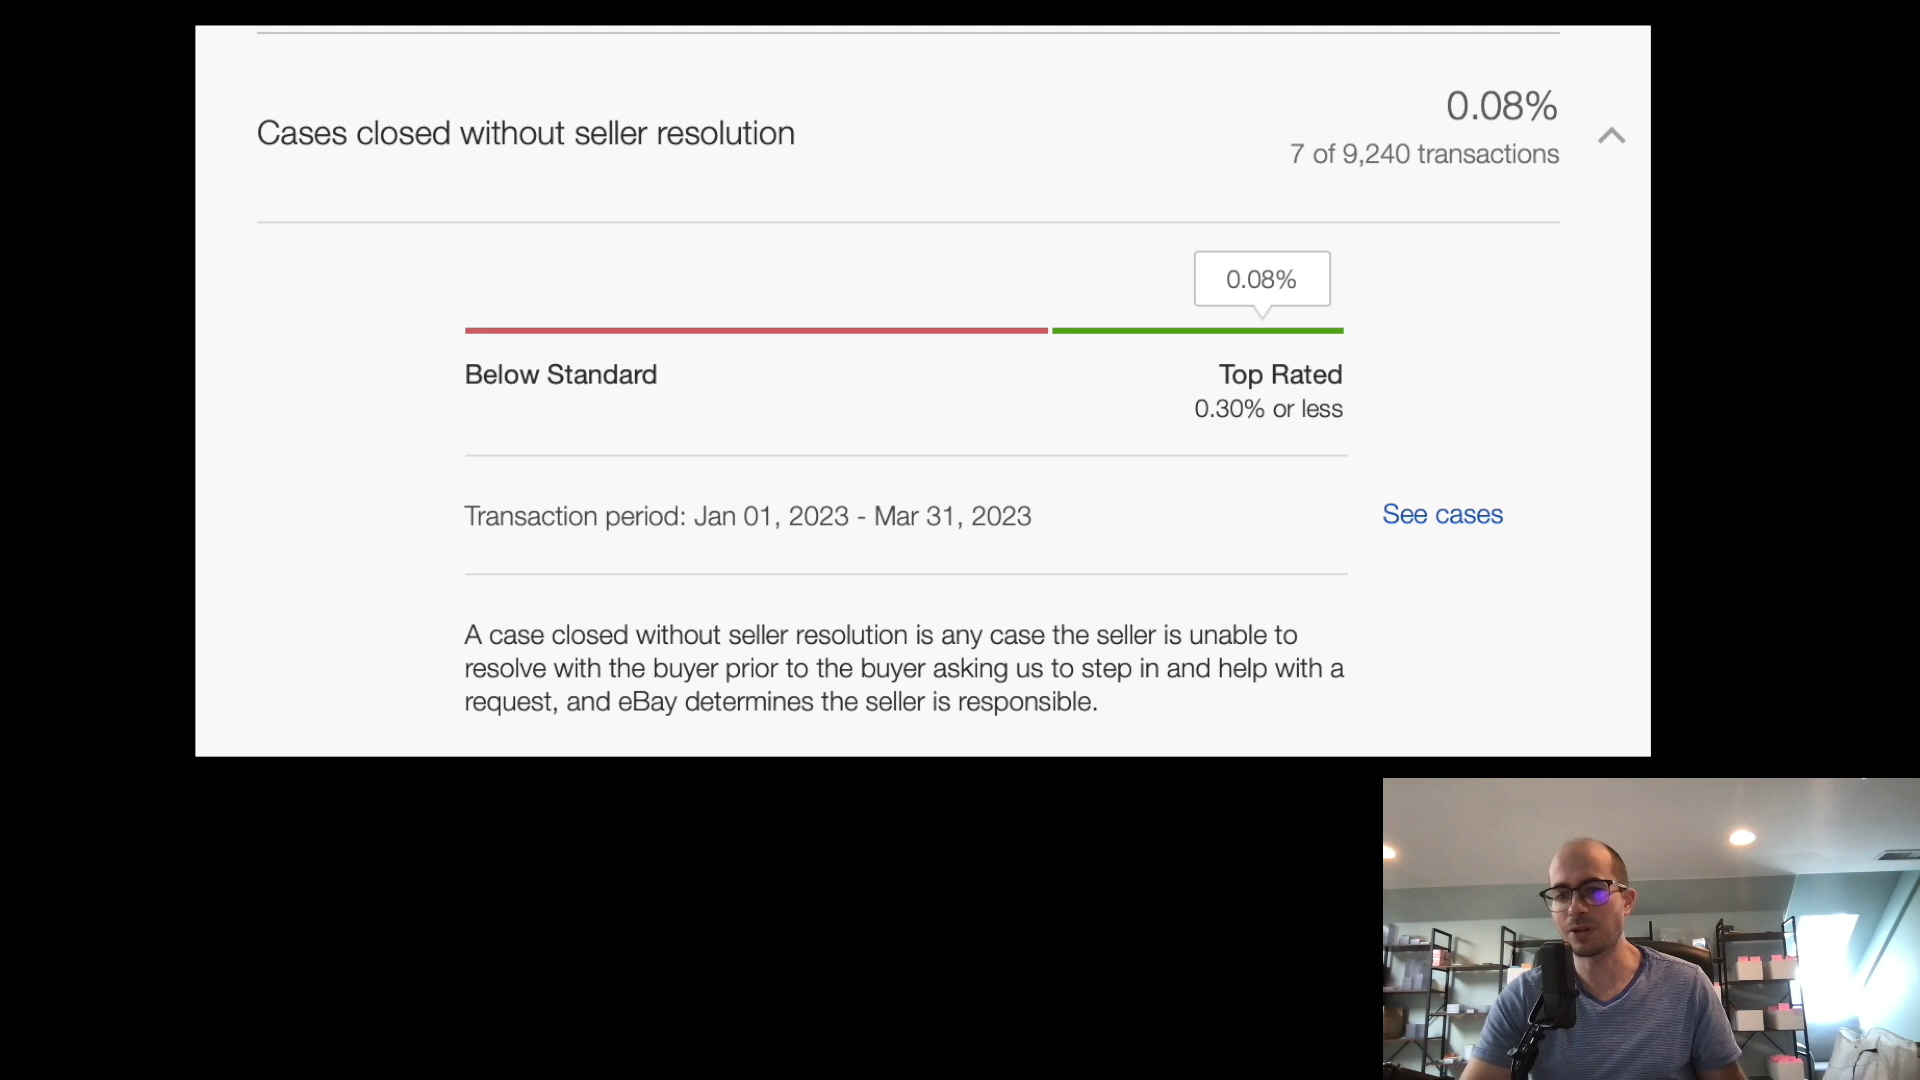 0.08%
Cases closed without seller resolution
7 of 9,240 transactions
0.08%
Below Standard
Top Rated
0.30% or less
Transaction period: Jan 01, 2023 - Mar 31, 2023
See cases
A case closed without seller resolution is any case the seller is unable to
resolve with the buyer prior to the buyer asking us to step in and help with a
request, and eBay determines the seller is responsible.